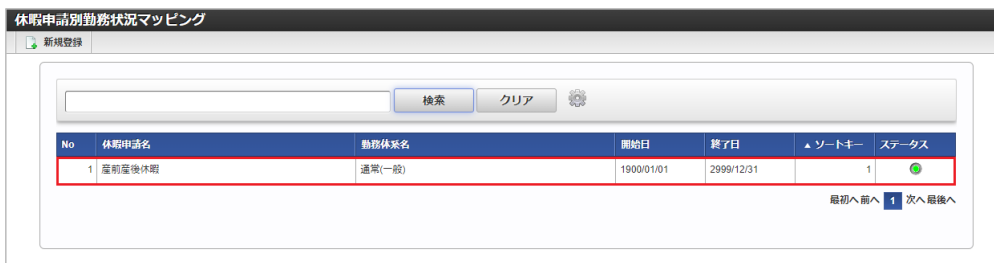 休暇申請別勤務状況マッピング
新規登録
検索 クリア
No 休暇申請名 勤務体系名 開始日 終了日 ▲ ソートキー ステータス
1 産前産後休暇 通常(一般) 1900/01/01 2999/12/31 1
最初へ 前へ 1 次へ 最後へ